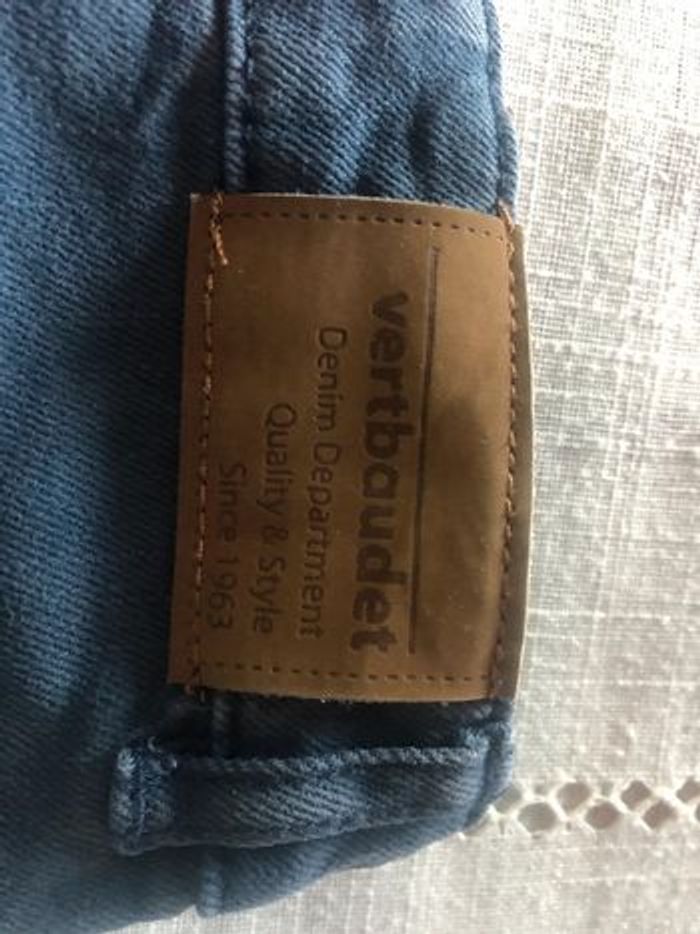 vertbaudet
Denim Department
Quality & Style
Since 1963